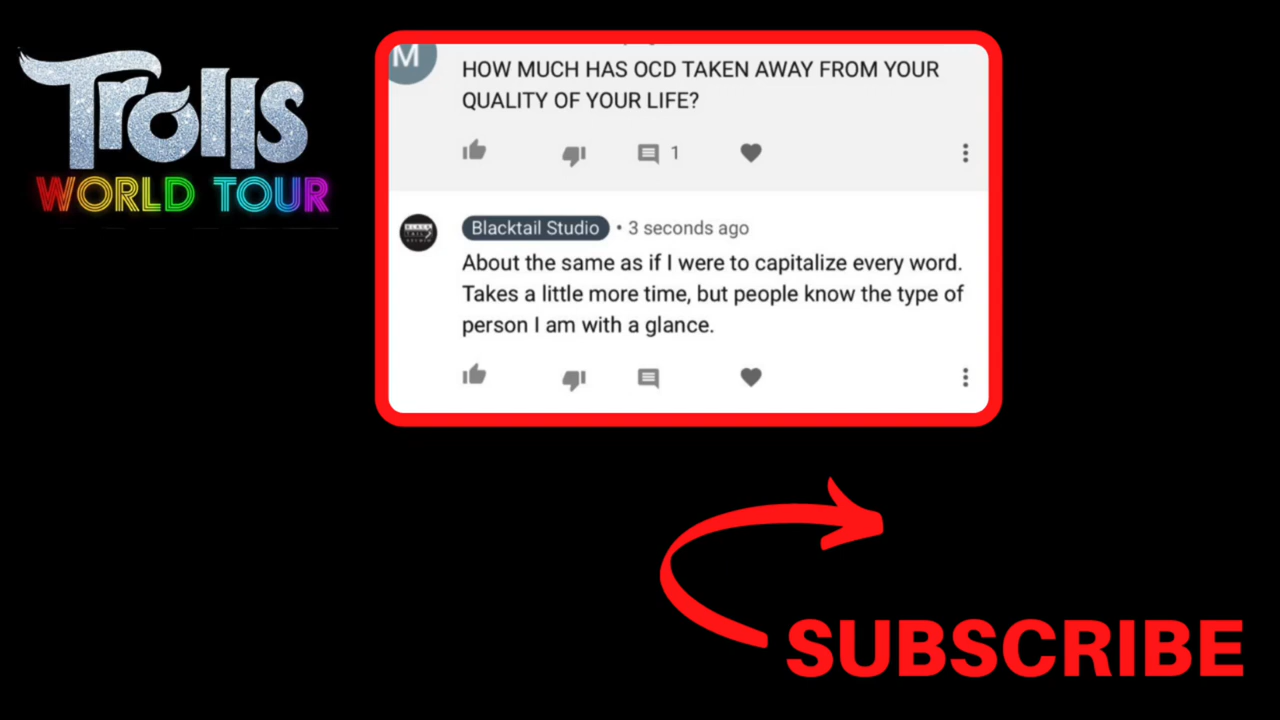 Trolls
WORLD TOUR
M
HOW MUCH HAS OCD TAKEN AWAY FROM YOUR
QUALITY OF YOUR LIFE?
1
Blacktail Studio • 3 seconds ago
About the same as if I were to capitalize every word.
Takes a little more time, but people know the type of
person I am with a glance.
SUBSCRIBE